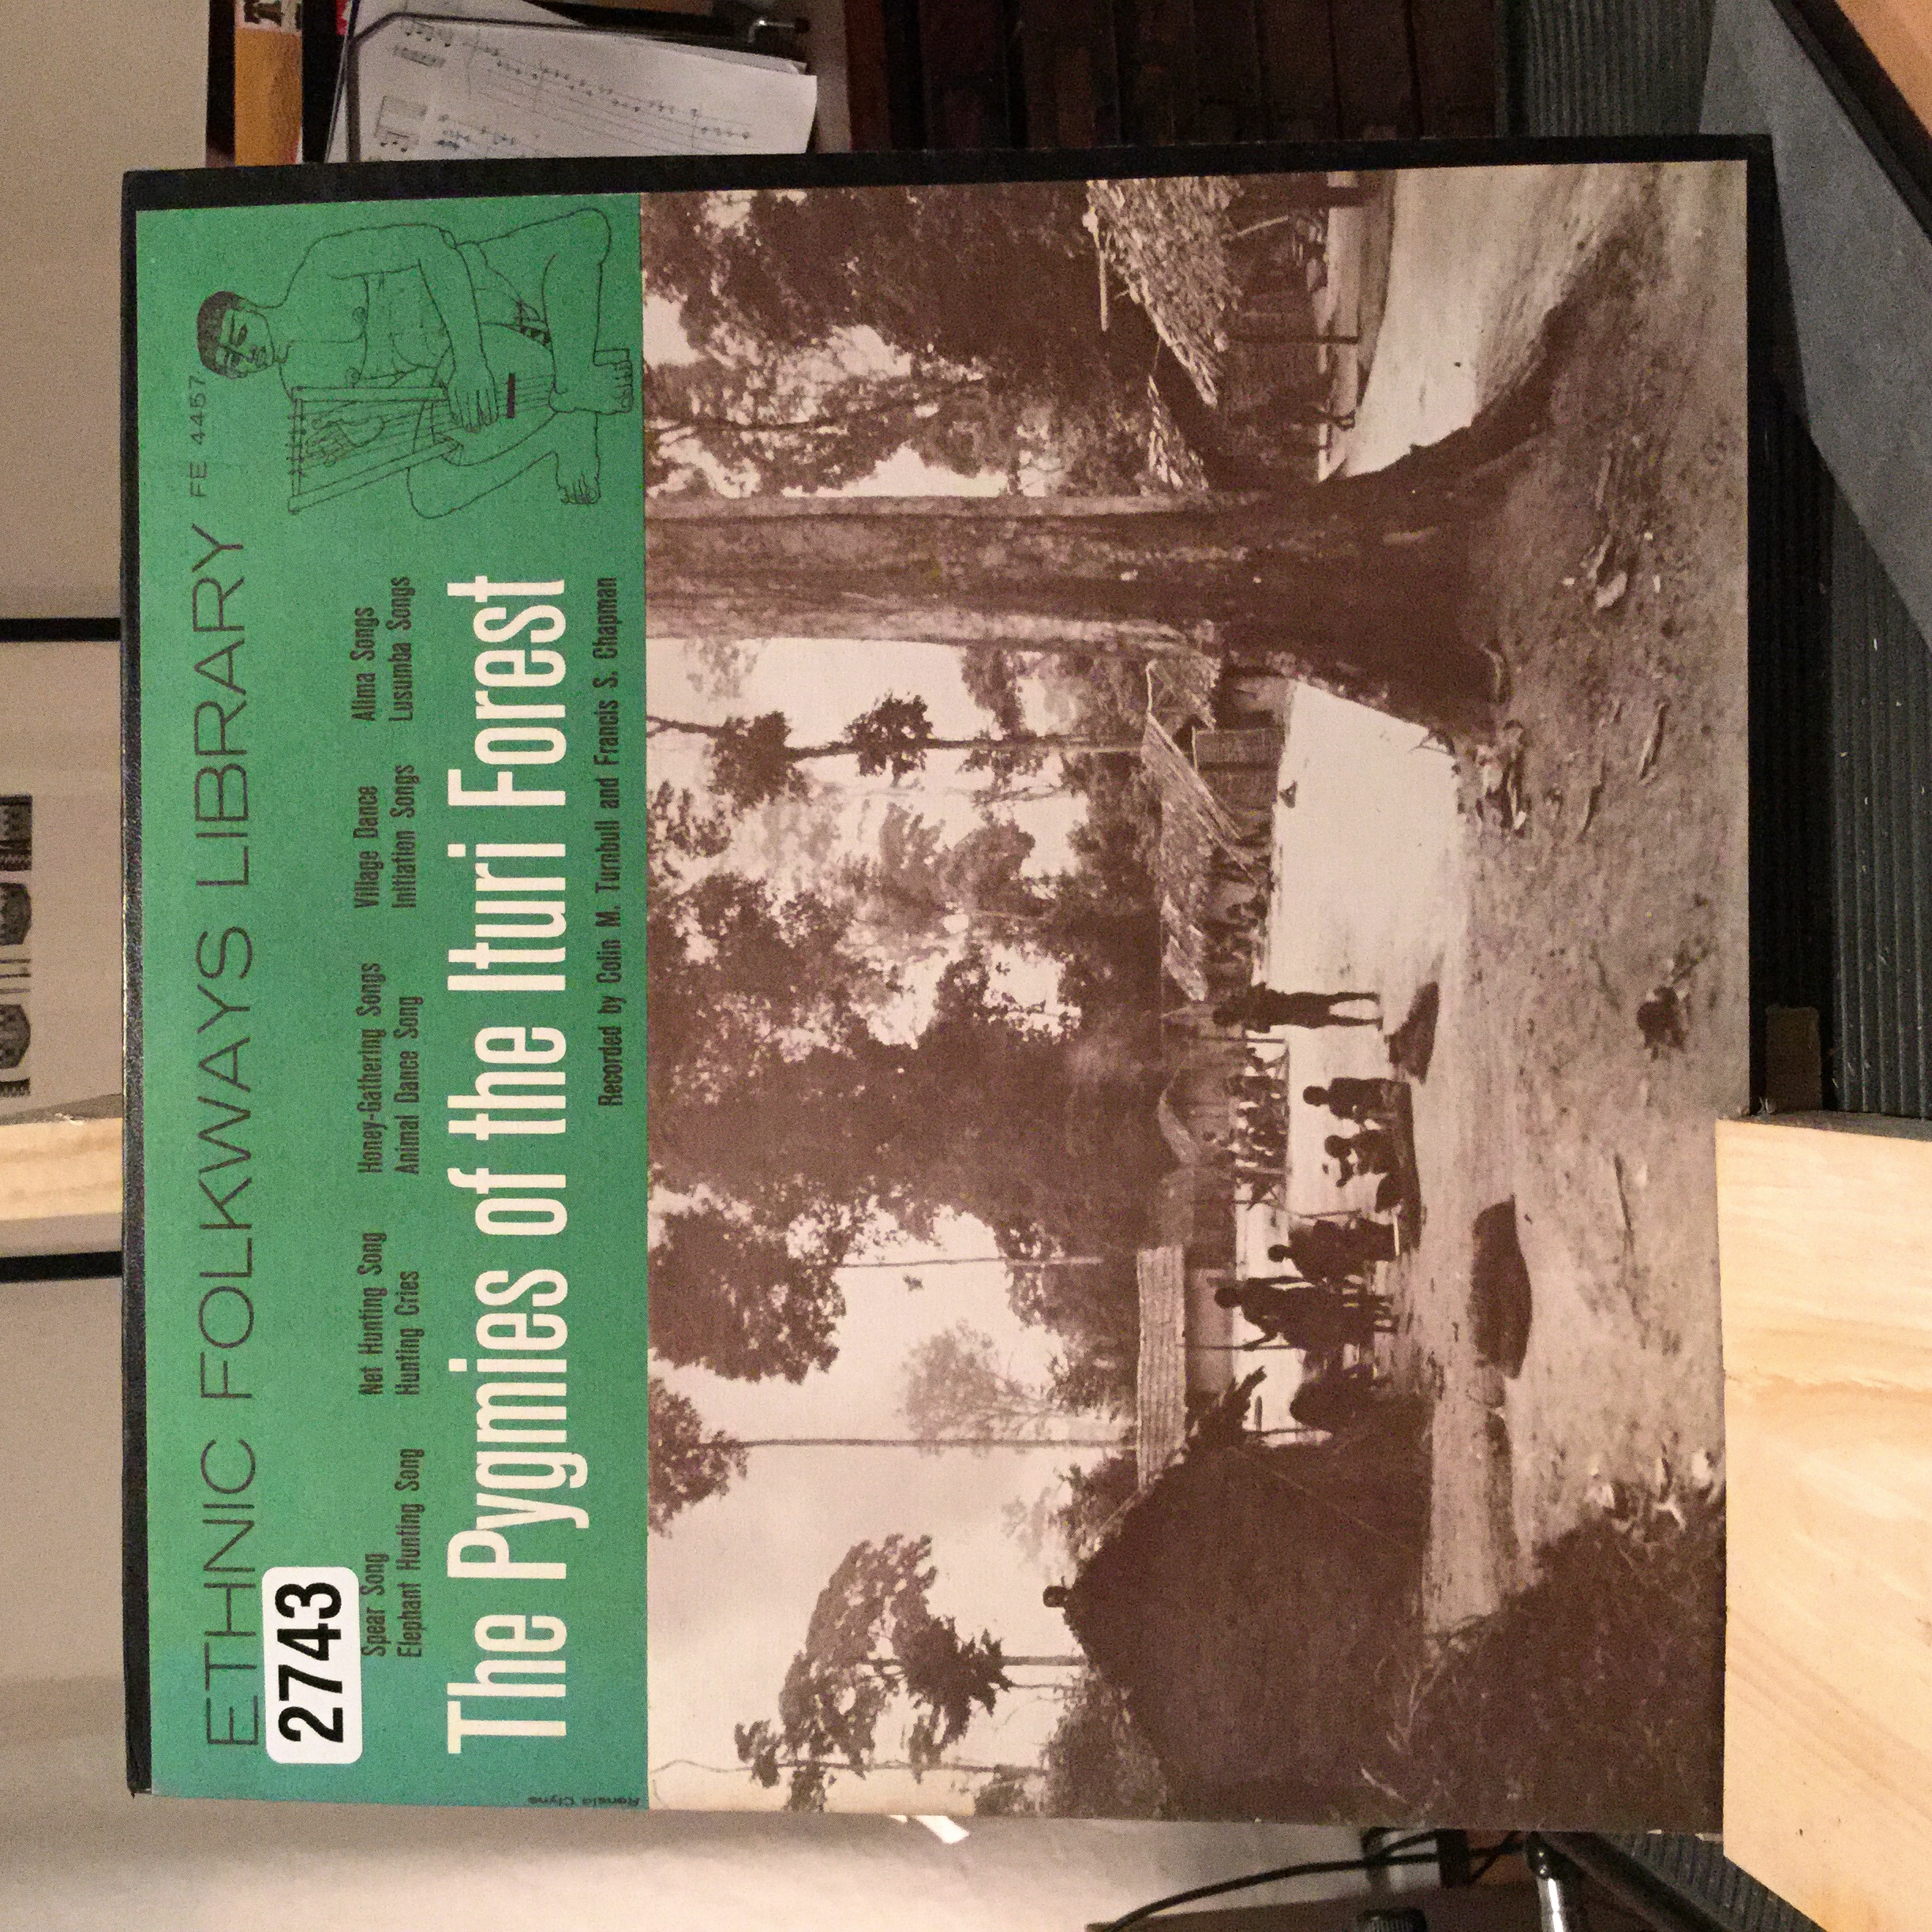 ETHNIC FOLKWAYS LIBRARY FE 4457
2743
Spear Song Net Hunting Song Honey-Gathering Songs Village Dance Alima Songs
Elephant Hunting Song Hunting Cries Animal Dance Song Initiation Songs Lusumba Songs
The Pygmies of the Ituri Forest
Recorded by Colin M. Turnbull and Francis S. Chapman
Ronald Clyne